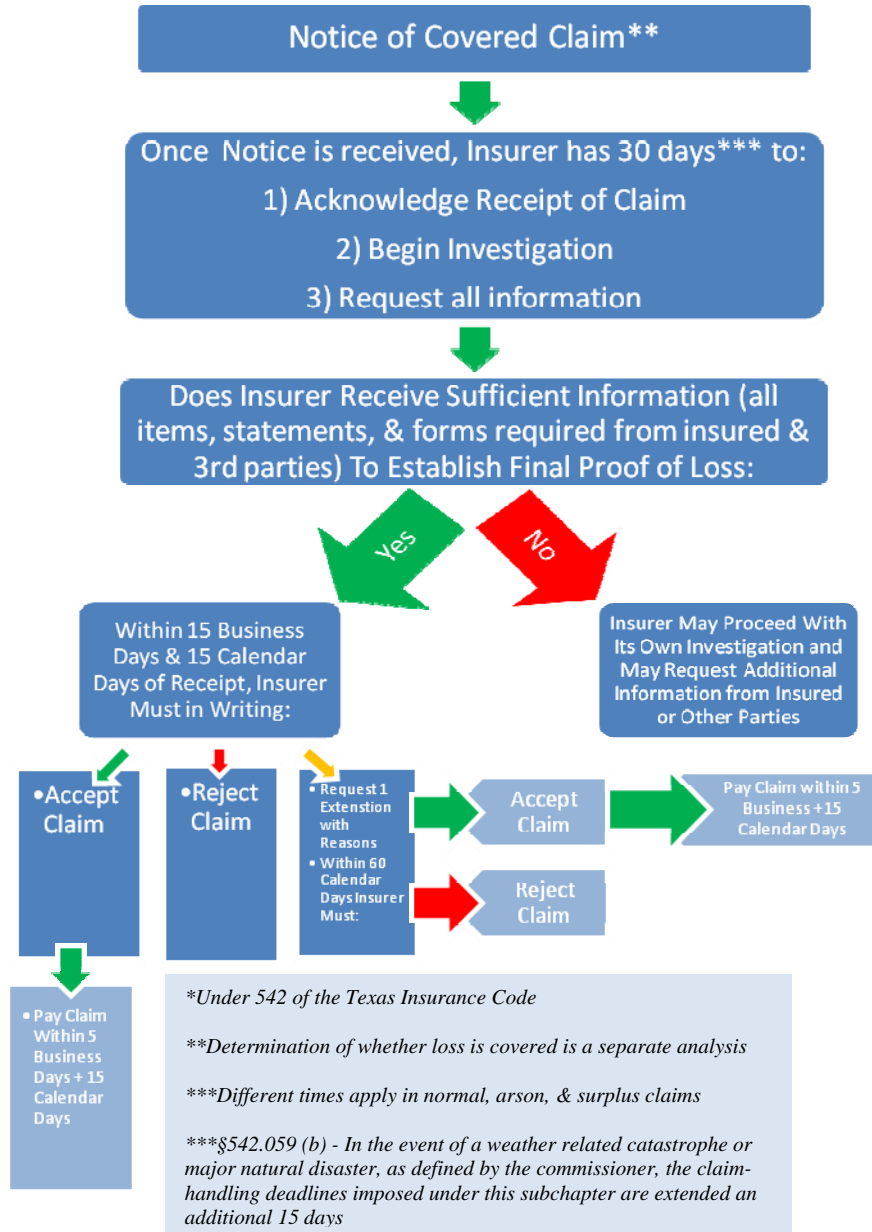 Notice of Covered Claim**
Once Notice is received, Insurer has 30 days*** to:
1) Acknowledge Receipt of Claim
2) Begin Investigation
3) Request all information
Does Insurer Receive Sufficient Information (all
items, statements, & forms required from insured &
3rd parties) To Establish Final Proof of Loss:
Yes
No
Within 15 Business
Days & 15 Calendar
Days of Receipt, Insurer
Must in Writing:
Insurer May Proceed With
Its Own Investigation and
May Request Additional
Information from Insured
or Other Parties
•Accept
Claim
•Reject
Claim
• Request 1
Extenstion
with
Reasons
• Within 60
Calendar
Days Insurer
Must:
Accept
Claim
Pay Claim within 5
Business +15
Calendar Days
Reject
Claim
• Pay Claim
Within 5
Business
Days + 15
Calendar
Days
*Under 542 of the Texas Insurance Code
**Determination of whether loss is covered is a separate analysis
***Different times apply in normal, arson, & surplus claims
***§542.059 (b) - In the event of a weather related catastrophe or
major natural disaster, as defined by the commissioner, the claim-
handling deadlines imposed under this subchapter are extended an
additional 15 days